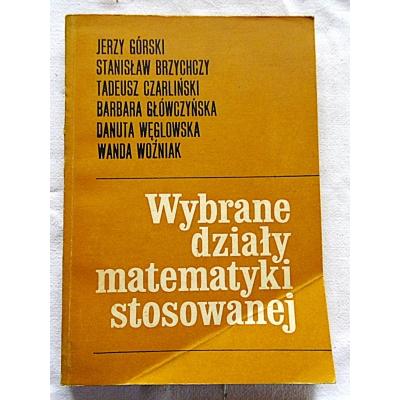 JERZY GÓRSKI
STANISŁAW BRZYCHCZY
TADEUSZ CZARLIŃSKI
BARBARA GŁÓWCZYŃSKA
DANUTA WĘGLOWSKA
WANDA WOŹNIAK
Wybrane
działy
matematyki
stosowanej